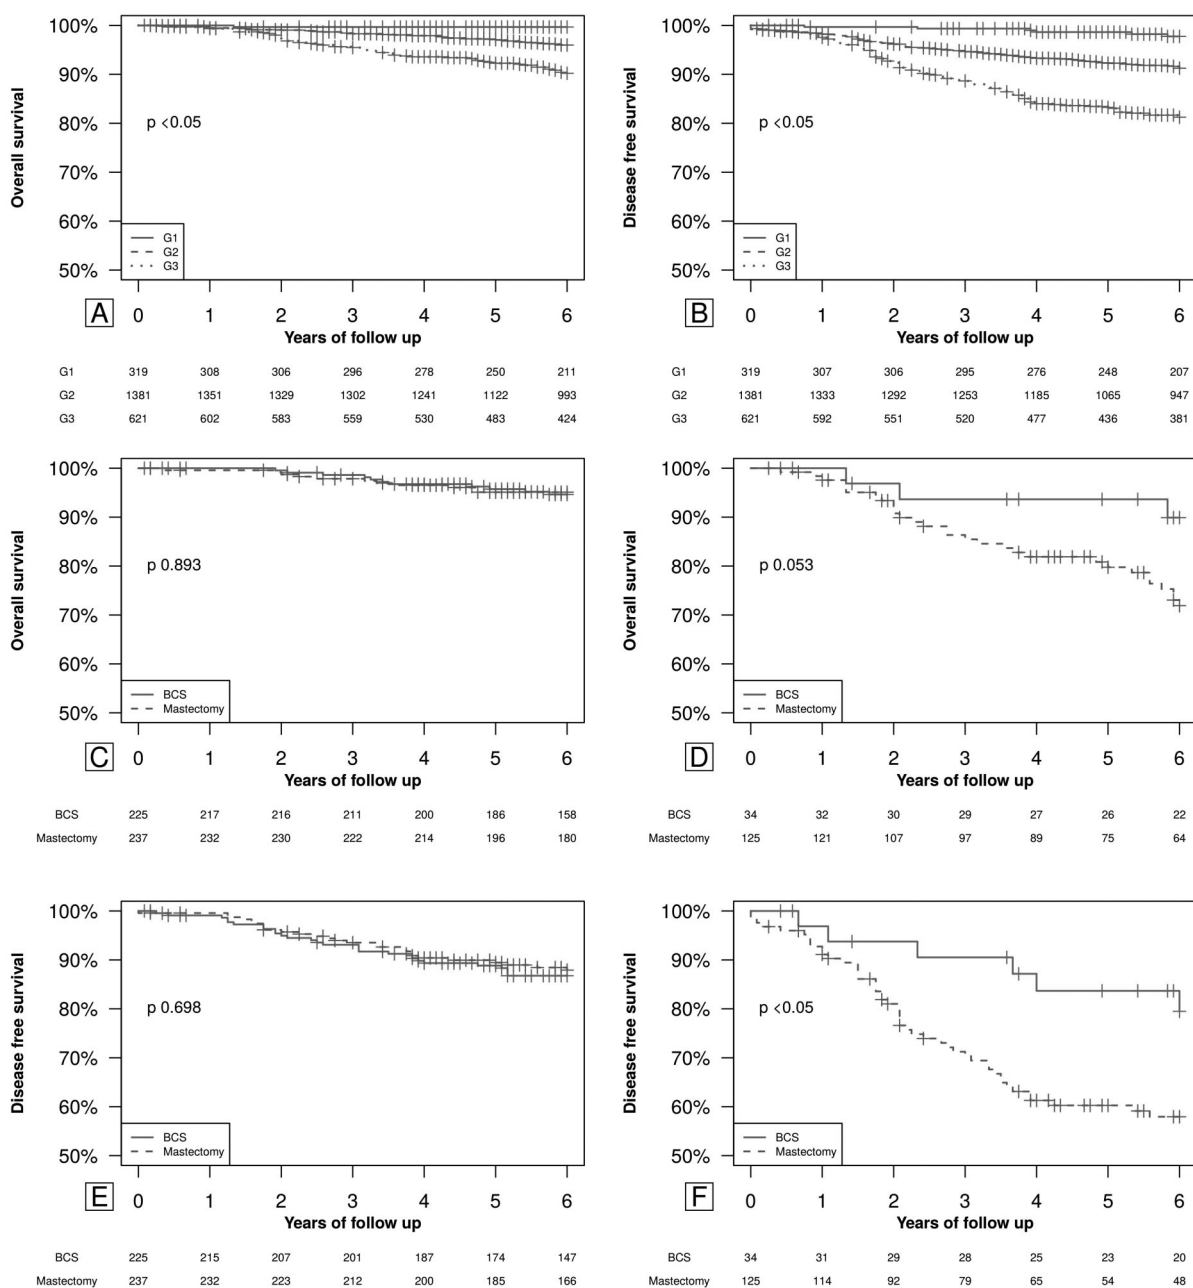 100%
90%
80%
70%
60%
50%
Overall survival
p <0.05
G1
G2
G3
A
0 1 2 3 4 5 6
Years of follow up
G1 319 308 306 296 278 250 211
G2 1381 1351 1329 1302 1241 1122 993
G3 621 602 583 559 530 483 424
100%
90%
80%
70%
60%
50%
Disease free survival
p <0.05
G1
G2
G3
B
0 1 2 3 4 5 6
Years of follow up
G1 319 307 306 295 276 248 207
G2 1381 1333 1292 1253 1185 1065 947
G3 621 592 551 520 477 436 381
100%
90%
80%
70%
60%
50%
Overall survival
p 0.893
BCS
Mastectomy
C
0 1 2 3 4 5 6
Years of follow up
BCS 225 217 216 211 200 186 158
Mastectomy 237 232 230 222 214 196 180
100%
90%
80%
70%
60%
50%
Overall survival
p 0.053
BCS
Mastectomy
D
0 1 2 3 4 5 6
Years of follow up
BCS 34 32 30 29 27 26 22
Mastectomy 125 121 107 97 89 75 64
100%
90%
80%
70%
60%
50%
Disease free survival
p 0.698
BCS
Mastectomy
E
0 1 2 3 4 5 6
Years of follow up
BCS 225 215 207 201 187 174 147
Mastectomy 237 232 223 212 200 185 166
100%
90%
80%
70%
60%
50%
Disease free survival
p <0.05
BCS
Mastectomy
F
0 1 2 3 4 5 6
Years of follow up
BCS 34 31 29 28 25 23 20
Mastectomy 125 114 92 79 65 54 48